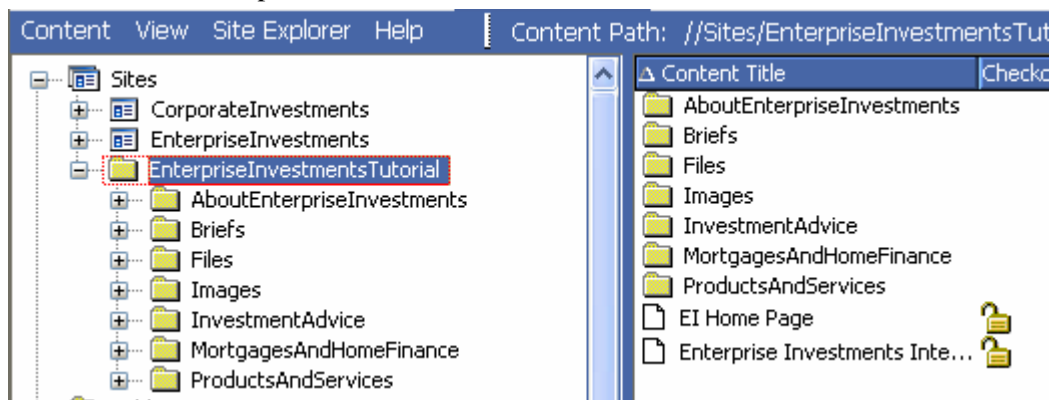 Content View Site Explorer Help Content Path: //Sites/EnterpriseInvestmentsTut
Sites
CorporateInvestments
EnterpriseInvestments
EnterpriseInvestmentsTutorial
AboutEnterpriseInvestments
Briefs
Files
Images
InvestmentAdvice
MortgagesAndHomeFinance
ProductsAndServices
Content Title Checko
AboutEnterpriseInvestments
Briefs
Files
Images
InvestmentAdvice
MortgagesAndHomeFinance
ProductsAndServices
EI Home Page
Enterprise Investments Inte...